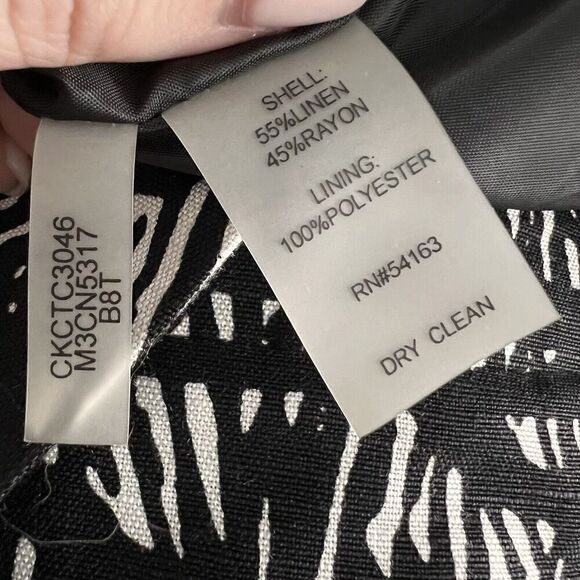 CKCTC3046
M3CN5317
B8T
SHELL:
55%LINEN
45%RAYON
LINING:
100%POLYESTER
RN#54163
DRY CLEAN